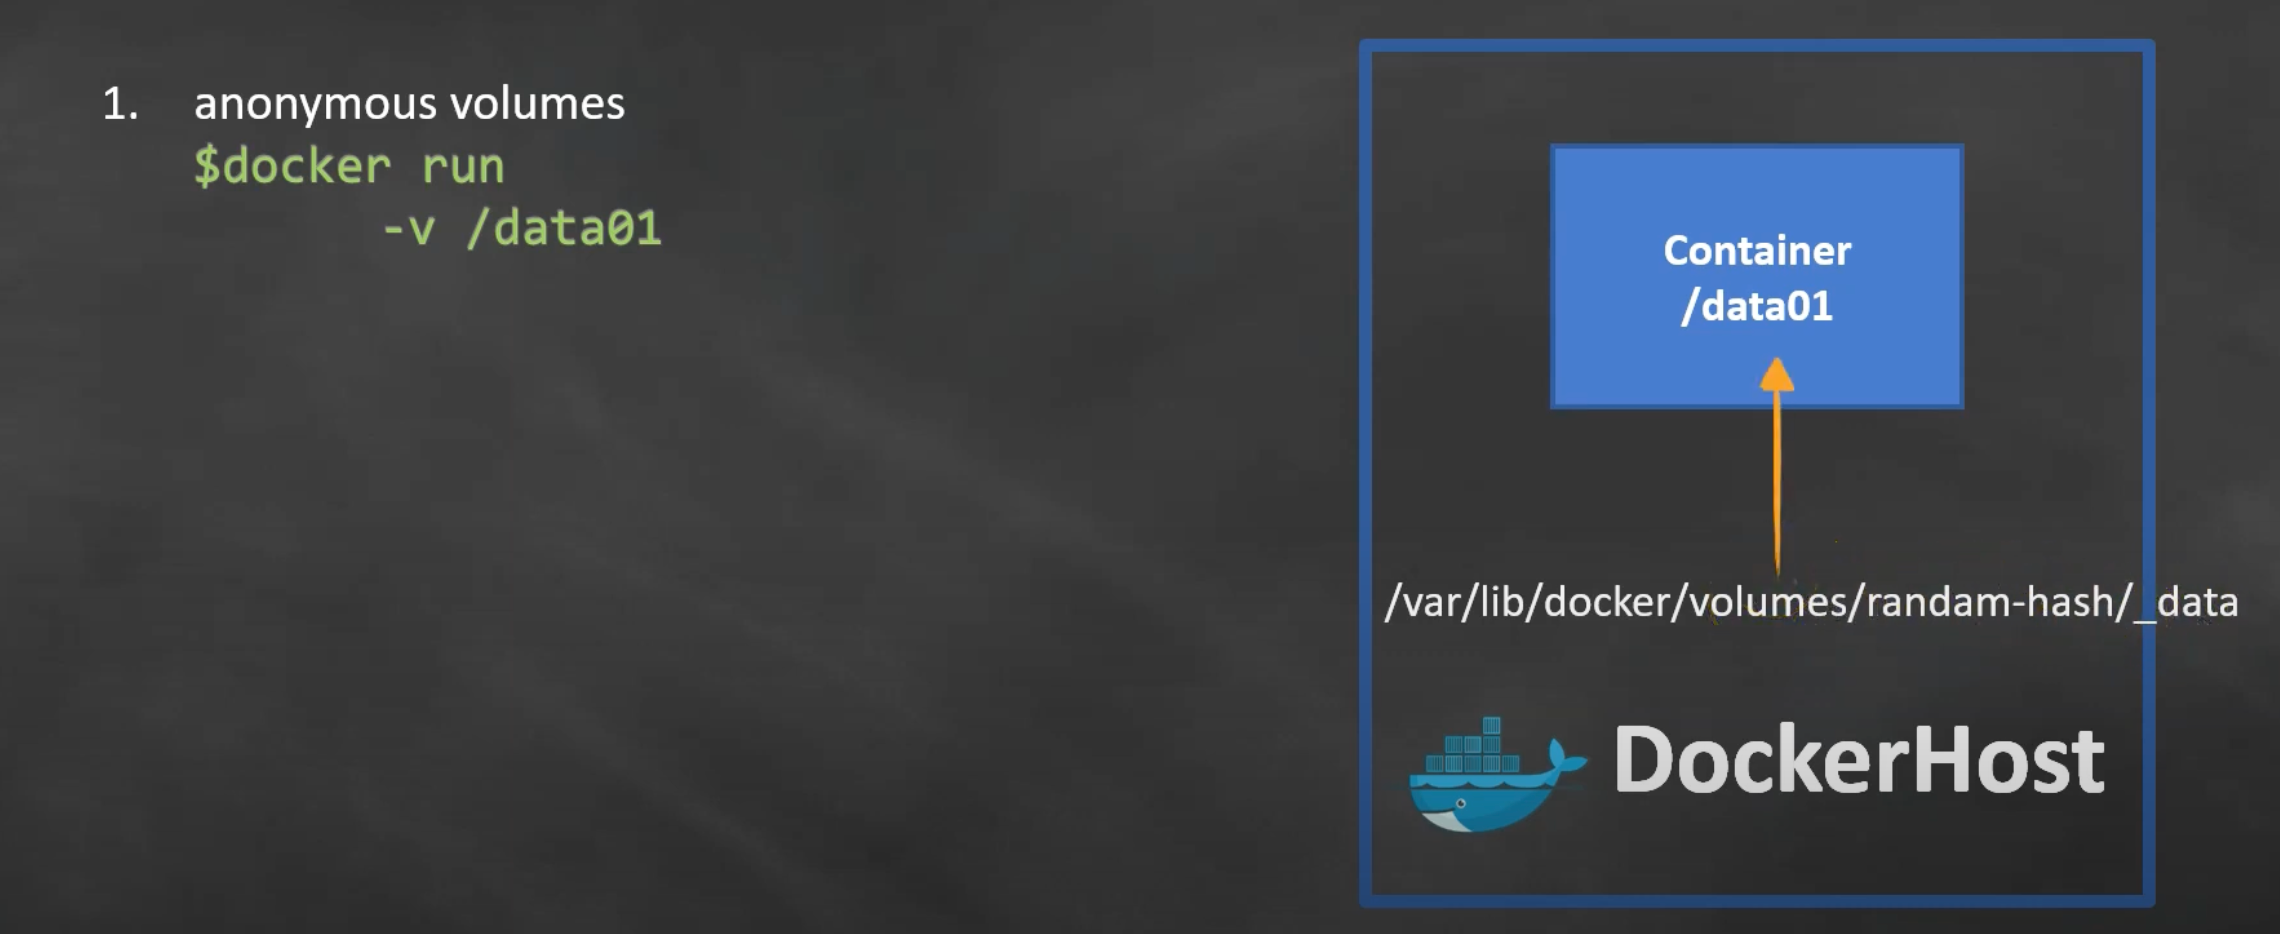 1. anonymous volumes
$docker run
-v /data01
Container
/data01
/var/lib/docker/volumes/randam-hash/_data
DockerHost